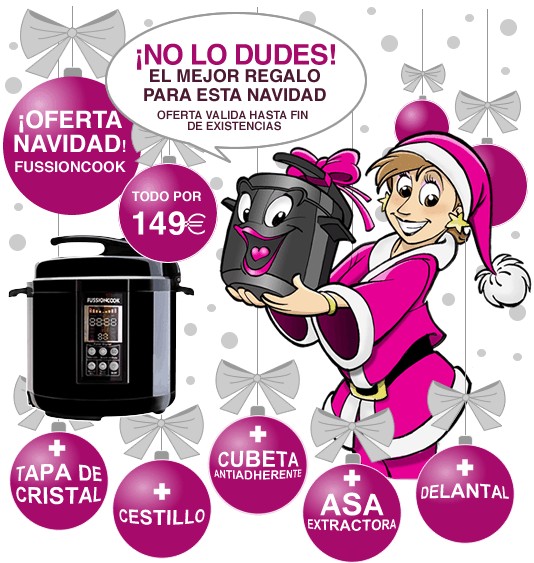 ¡NO LO DUDES!
EL MEJOR REGALO
PARA ESTA NAVIDAD
OFERTA VALIDA HASTA FIN
DE EXISTENCIAS
¡OFERTA
NAVIDAD!
FUSSIONCOOK
TODO POR
149€
FUSSIONCOOK
+
TAPA DE
CRISTAL
+
CESTILLO
+
CUBETA
ANTIADHERENTE
+
ASA
EXTRACTORA
+
DELANTAL